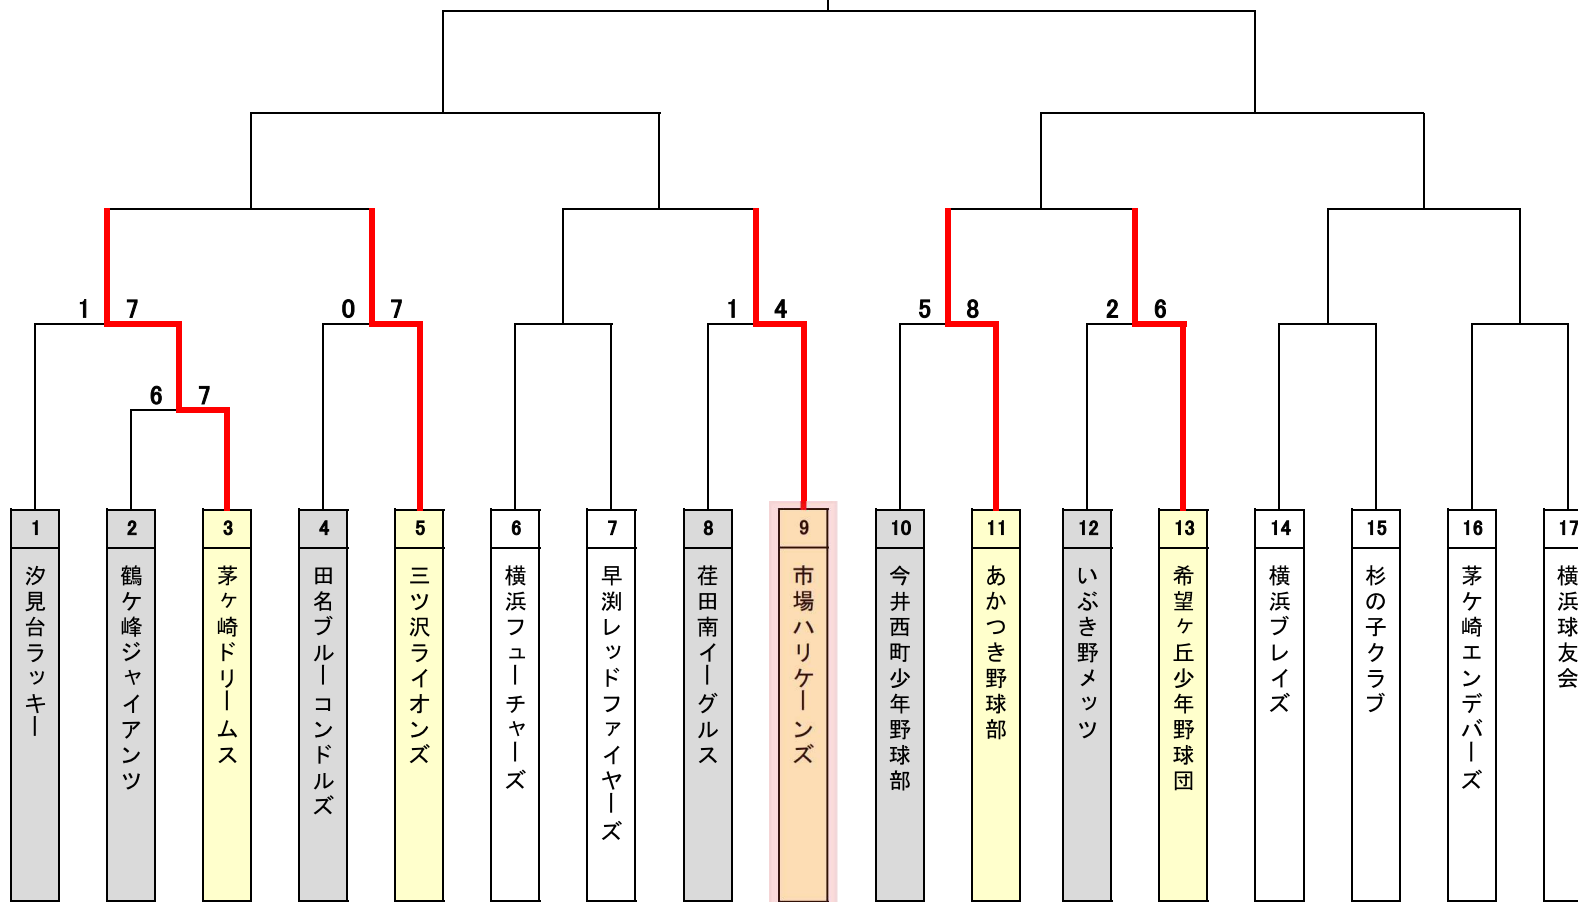 1 7
0 7
1 4
5 8
2 6
6 7
1
2
3
4
5
6
7
8
9
10
11
12
13
14
15
16
17
汐見台ラッキー
鶴ケ峰ジャイアンツ
茅ヶ崎ドリームス
田名ブルーコンドルズ
三ツ沢ライオンズ
横浜フューチャーズ
早渕レッドファイヤーズ
荏田南イーグルス
市場ハリケーンズ
今井西町少年野球部
あかつき野球部
いぶき野メッツ
希望ヶ丘少年野球団
横浜ブレイズ
杉の子クラブ
茅ケ崎エンデバーズ
横浜球友会